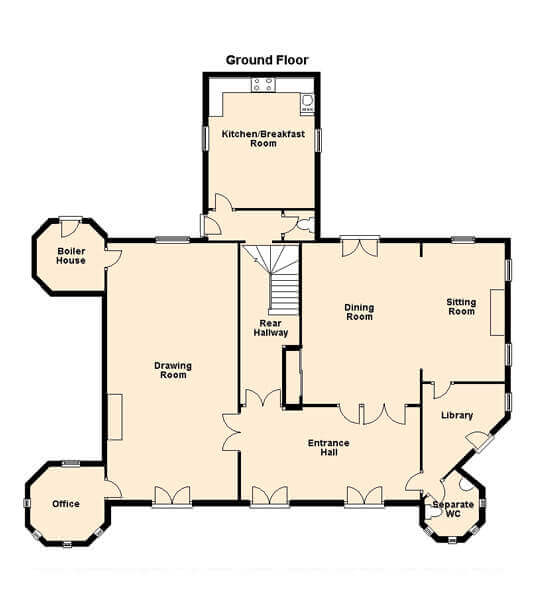 Ground Floor
Kitchen/Breakfast
Room
Boiler
House
Dining
Room
Sitting
Room
Rear
Hallway
Drawing
Room
Library
Entrance
Hall
Office
Separate
WC